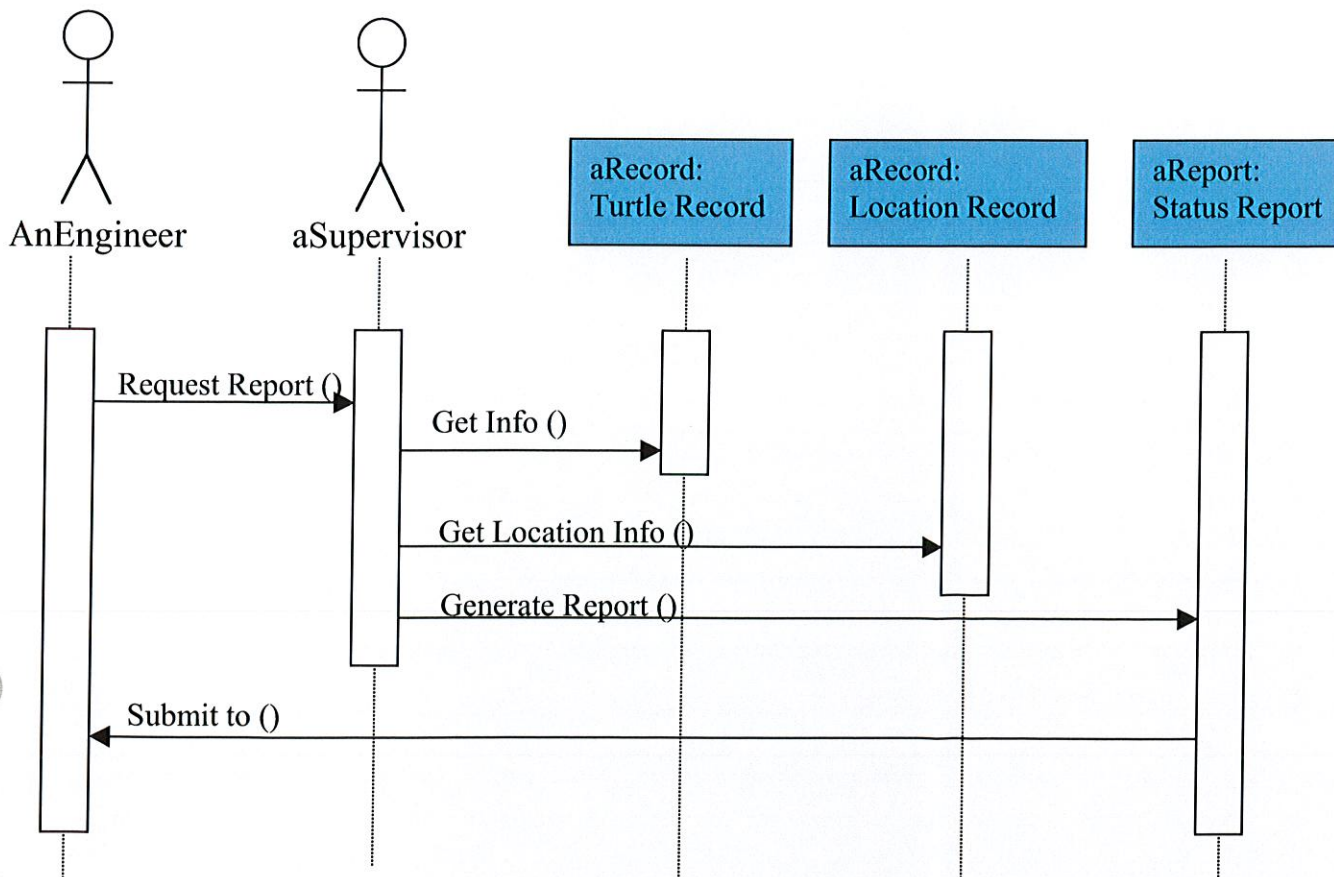 AnEngineer
aSupervisor
aRecord:
Turtle Record
aRecord:
Location Record
aReport:
Status Report
Request Report ()
Get Info ()
Get Location Info ()
Generate Report ()
Submit to ()